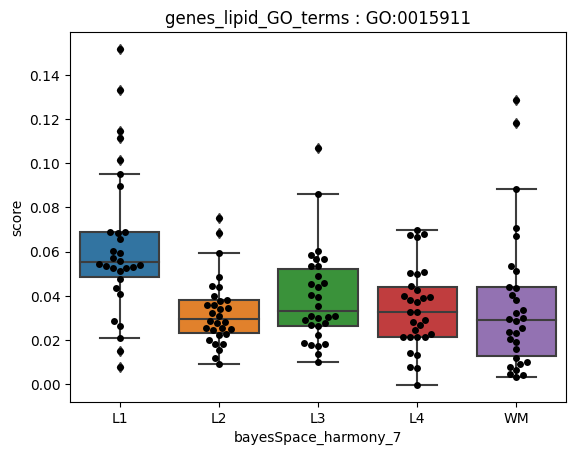 genes_lipid_GO_terms : GO:0015911
score
0.14
0.12
0.10
0.08
0.06
0.04
0.02
0.00
L1 L2 L3 L4 WM
bayesSpace_harmony_7